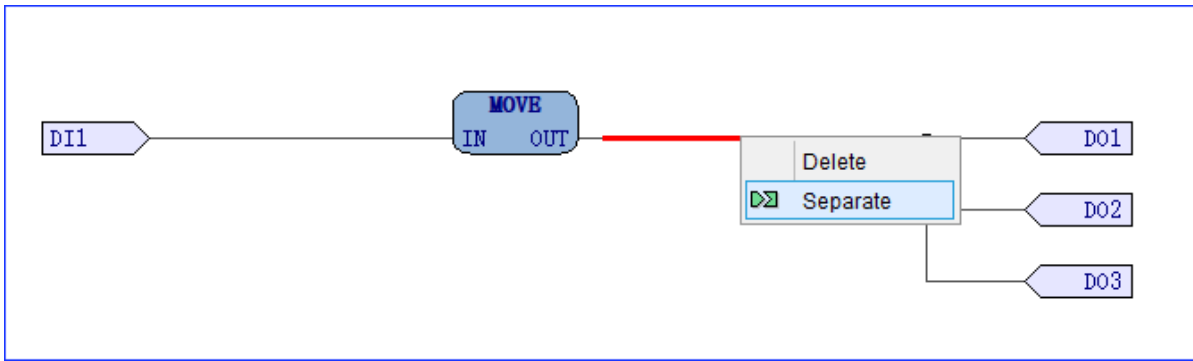 MOVE
DI1
IN OUT
DO1
Delete
Separate
DO2
DO3